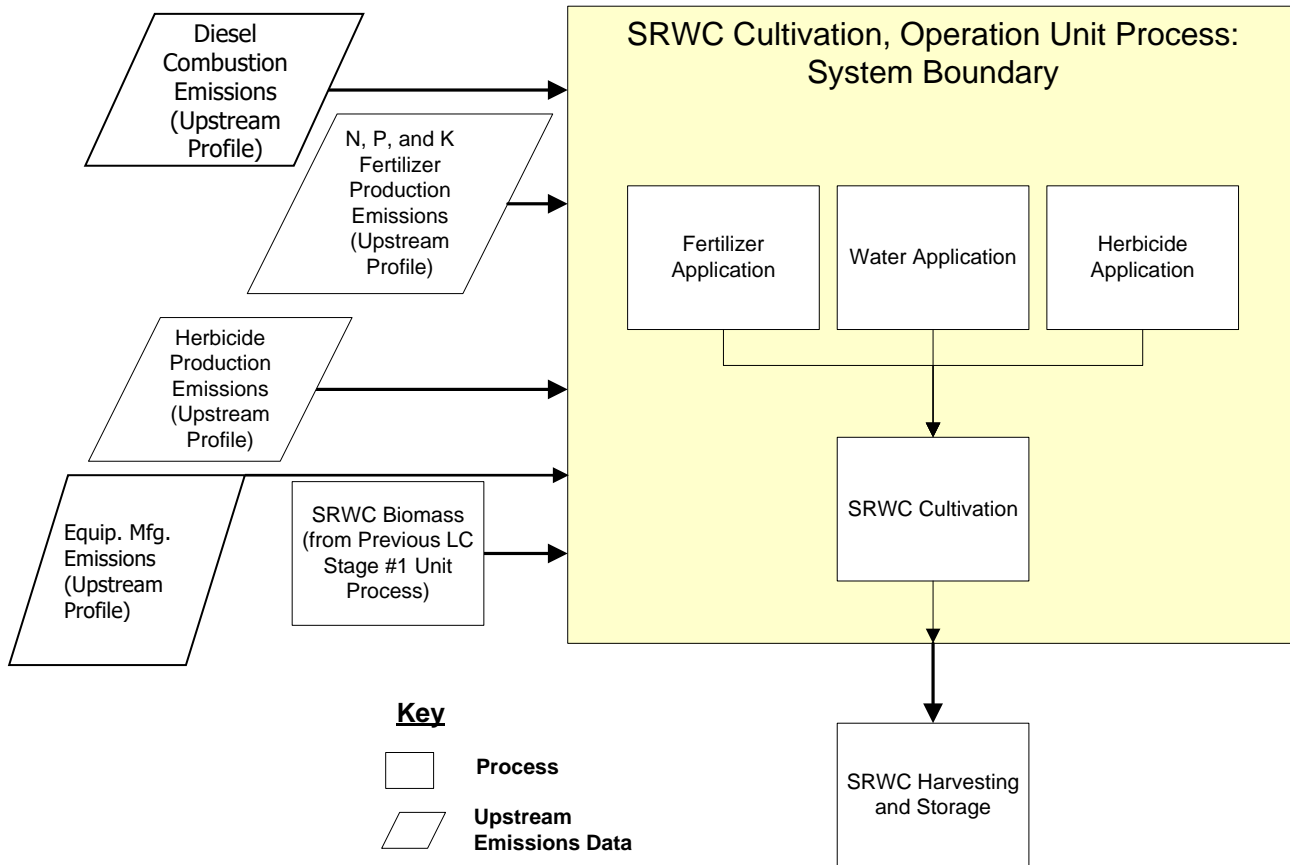 Diesel
Combustion
Emissions
(Upstream
Profile)
SRWC Cultivation, Operation Unit Process:
System Boundary
N, P, and K
Fertilizer
Production
Emissions
(Upstream
Profile)
Fertilizer
Application
Water Application
Herbicide
Application
Herbicide
Production
Emissions
(Upstream
Profile)
SRWC Cultivation
Equip. Mfg.
Emissions
(Upstream
Profile)
SRWC Biomass
(from Previous LC
Stage #1 Unit
Process)
Key
Process
Upstream
Emissions Data
SRWC Harvesting
and Storage